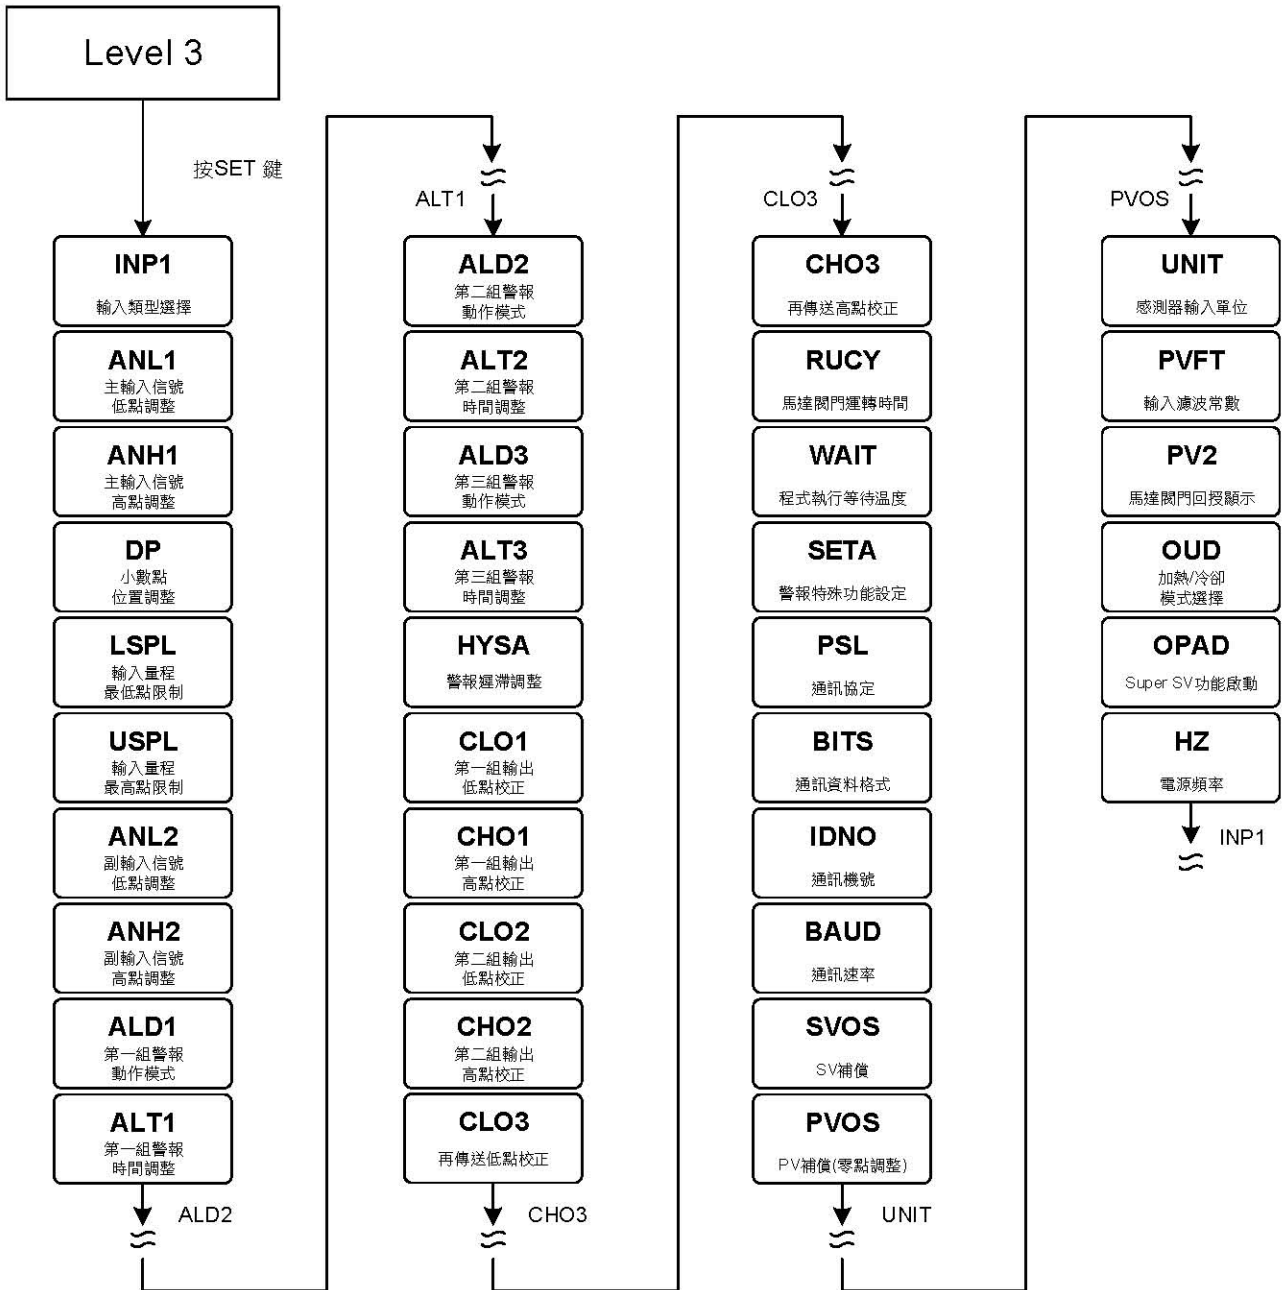 Level 3
按SET 鍵
INP1
輸入類型選擇
ANL1
主輸入信號
低點調整
ANH1
主輸入信號
高點調整
DP
小數點
位置調整
LSPL
輸入量程
最低點限制
USPL
輸入量程
最高點限制
ANL2
副輸入信號
低點調整
ANH2
副輸入信號
高點調整
ALD1
第一組警報
動作模式
ALT1
第一組警報
時間調整
ALD2
ALT1
ALD2
第二組警報
動作模式
ALT2
第二組警報
時間調整
ALD3
第三組警報
動作模式
ALT3
第三組警報
時間調整
HYSA
警報遲滯調整
CLO1
第一組輸出
低點校正
CHO1
第一組輸出
高點校正
CLO2
第二組輸出
低點校正
CHO2
第二組輸出
高點校正
CLO3
再傳送低點校正
CHO3
CLO3
CHO3
再傳送高點校正
RUCY
馬達閥門運轉時間
WAIT
程式執行等待溫度
SETA
警報特殊功能設定
PSL
通訊協定
BITS
通訊資料格式
IDNO
通訊機號
BAUD
通訊速率
SVOS
SV補償
PVOS
PV補償(零點調整)
UNIT
PVOS
UNIT
感測器輸入單位
PVFT
輸入濾波常數
PV2
馬達閥門回授顯示
OUD
加熱/冷卻
模式選擇
OPAD
Super SV功能啟動
HZ
電源頻率
INP1